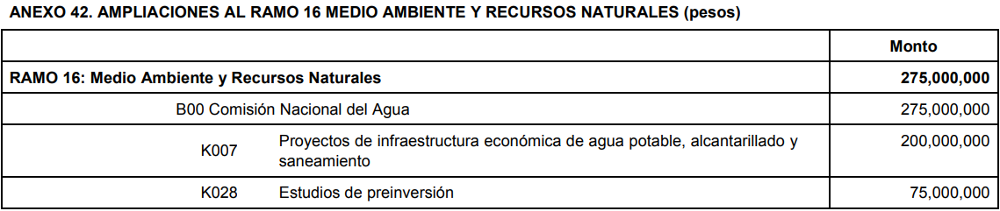 ANEXO 42. AMPLIACIONES AL RAMO 16 MEDIO AMBIENTE Y RECURSOS NATURALES (pesos)
Monto
RAMO 16: Medio Ambiente y Recursos Naturales 275,000,000
B00 Comisión Nacional del Agua 275,000,000
K007 Proyectos de infraestructura económica de agua potable, alcantarillado y 200,000,000
saneamiento
K028 Estudios de preinversión 75,000,000